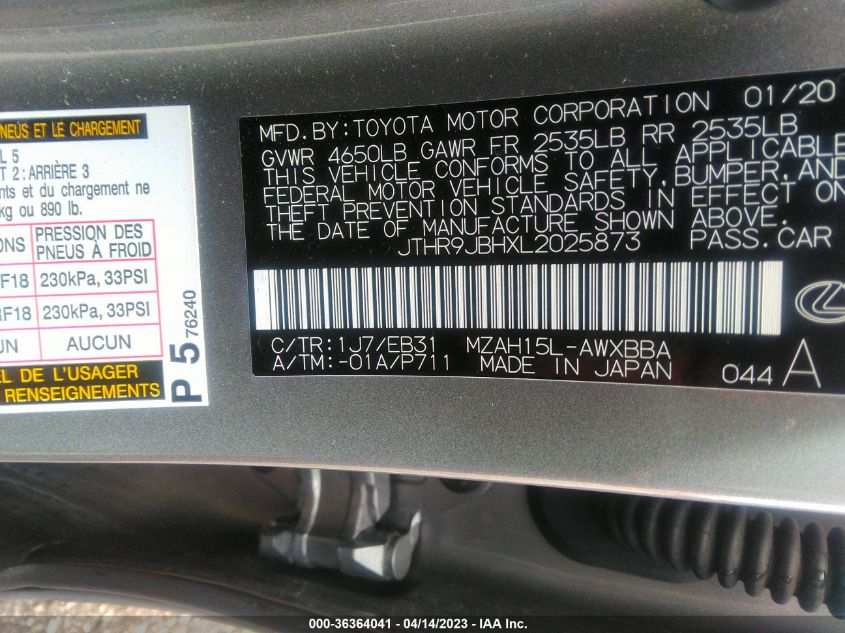 PNEUS ET LE CHARGEMENT
L 5
T 2:ARRIÈRE 3
ents et du chargement ne
kg ou 890 lb.
ONS PRESSION DES PNEUS À FROID
F18 230kPa, 33PSI
RF18 230kPa, 33PSI
UN AUCUN
EL DE L'USAGER
RENSEIGNEMENTS
P 5 76240
MFD.BY:TOYOTA MOTOR CORPORATION 01/20
GVWR 4650LB GAWR FR 2535LB RR 2535LB
THIS VEHICLE CONFORMS TO ALL APPLICABLE
FEDERAL MOTOR VEHICLE SAFETY,BUMPER,AND
THEFT PREVENTION STANDARDS IN EFFECT ON
THE DATE OF MANUFACTURE SHOWN ABOVE.
JTHR9JBHXL2025873 PASS.CAR
C/TR:1J7/EB31 MZAH15L-AWXBBA
A/TM:-01A/P711 MADE IN JAPAN 044 A
000-36364041 - 04/14/2023 - IAA Inc.